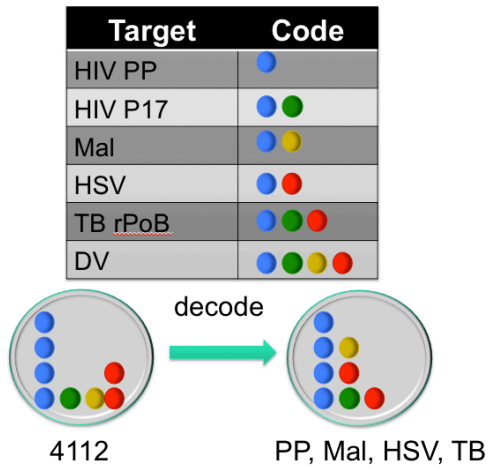 Target Code
HIV PP
HIV P17
Mal
HSV
TB rPoB
DV
decode
4112
PP, Mal, HSV, TB